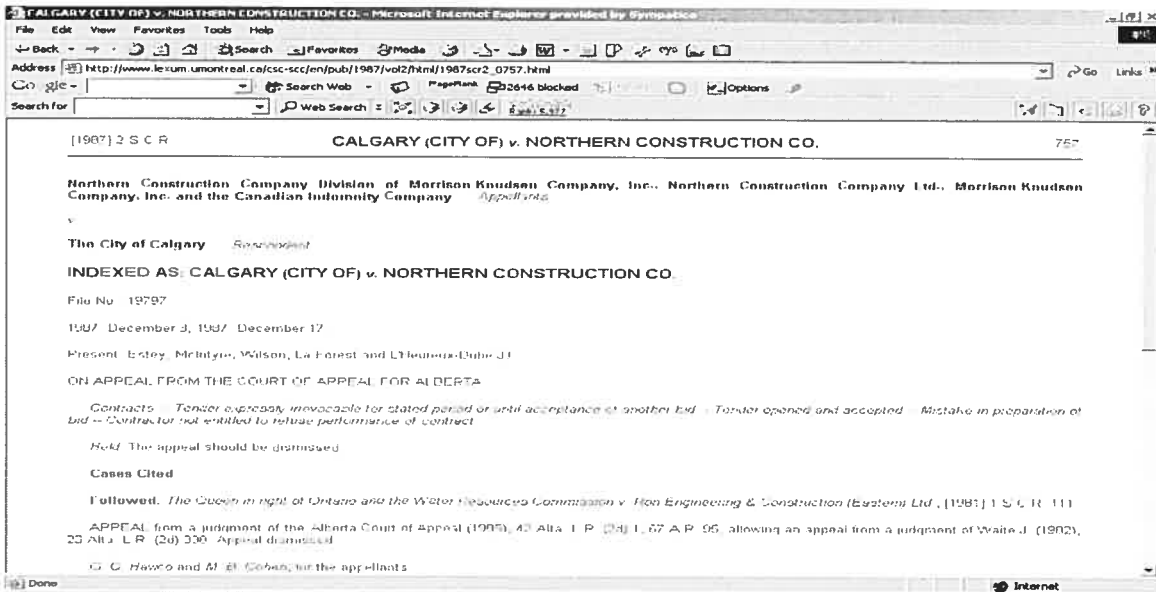 CALGARY (CITY OF) v. NORTHERN CONSTRUCTION CO. - Microsoft Internet Explorer provided by Sympatico
File Edit View Favorites Tools Help
Back Search Favorites Media
Address http://www.lexum.umontreal.ca/csc-scc/en/pub/1987/vol2/html/1987scr2_0757.html Go Links
Search Web PageRank 32646 blocked Options
Search for Web Search
[1987] 2 S C R CALGARY (CITY OF) v. NORTHERN CONSTRUCTION CO. 757
Northern Construction Company Division of Morrison Knudsen Company, Inc., Northern Construction Company Ltd., Morrison Knudsen
Company, Inc. and the Canadian Indemnity Company Appellants
v.
The City of Calgary Respondent
INDEXED AS: CALGARY (CITY OF) v. NORTHERN CONSTRUCTION CO.
File No 19797
1987 December 3, 1987 December 17
Present Estey, McIntyre, Wilson, La Forest and L'Heureux-Dubé JJ
ON APPEAL FROM THE COURT OF APPEAL FOR ALBERTA
Contracts – Tender expressly irrevocable for stated period or until acceptance of another bid – Tender opened and accepted – Mistake in preparation of
bid – Contractor not entitled to refuse performance of contract
Held The appeal should be dismissed
Cases Cited
Followed. The Queen in right of Ontario and the Water Resources Commission v. Ron Engineering & Construction (Eastern) Ltd., [1981] 1 S C R 111
APPEAL from a judgment of the Alberta Court of Appeal (1985), 42 Alta. L.R. (2d) 1, 67 A.R. 95, allowing an appeal from a judgment of Waite J. (1982),
23 Alta. L.R. (2d) 338 Appeal dismissed
Hawco and Cohen, for the appellants
Done Internet